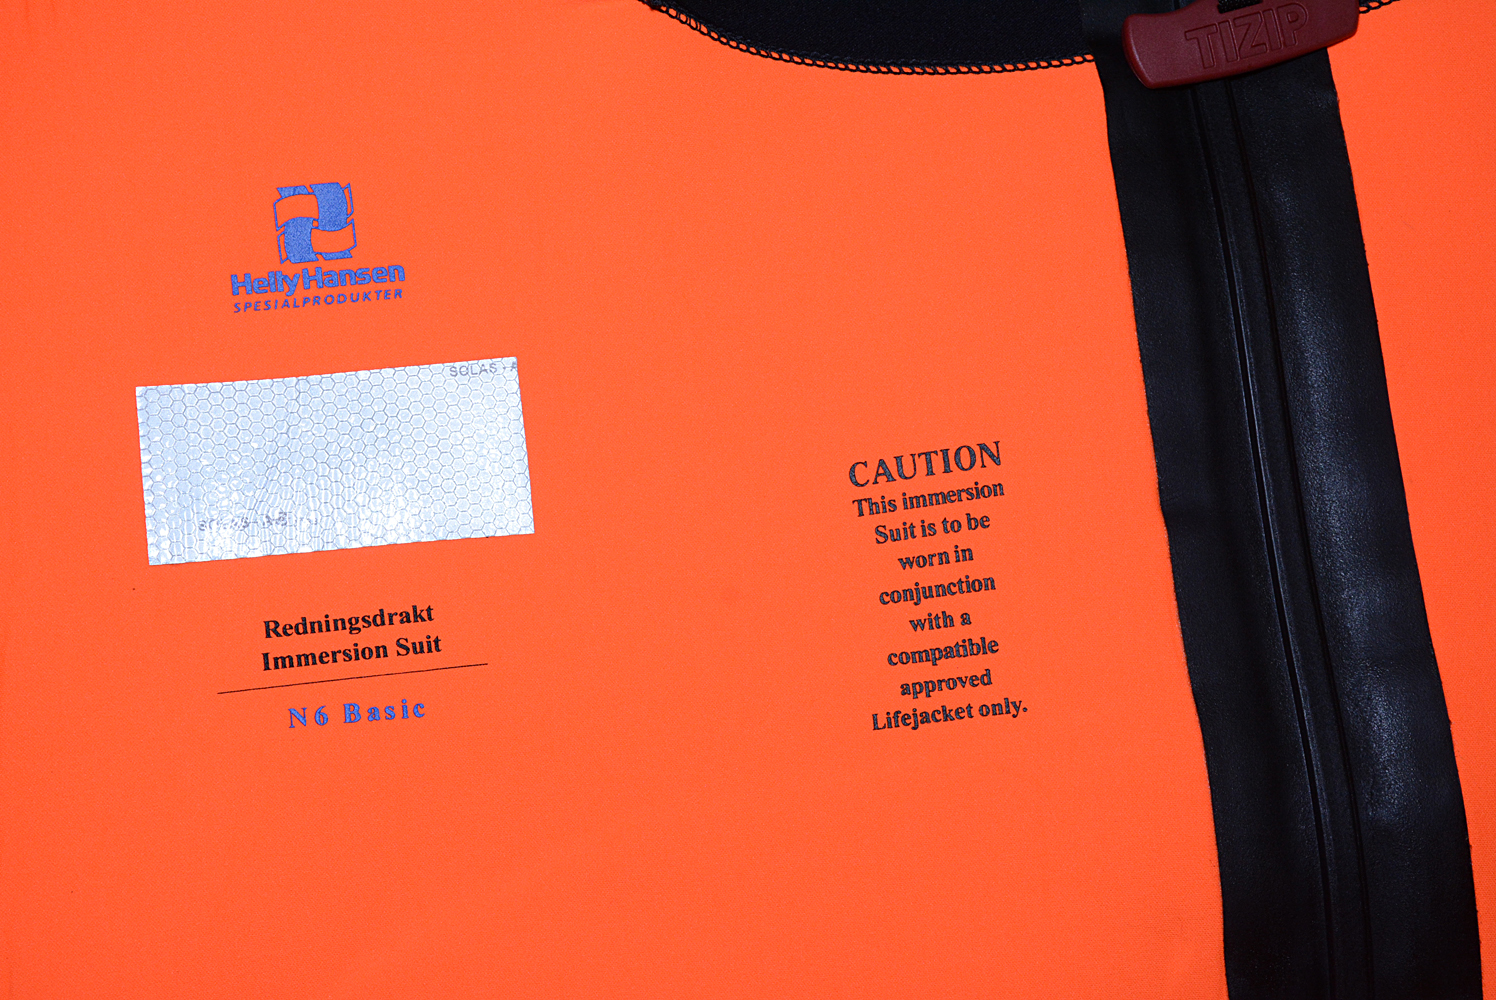 TIZIP
Helly Hansen
SPESIALPRODUKTER
SOLAS
Redningsdrakt
Immersion Suit
N6 Basic
CAUTION
This immersion
Suit is to be
worn in
conjunction
with a
compatible
approved
Lifejacket only.